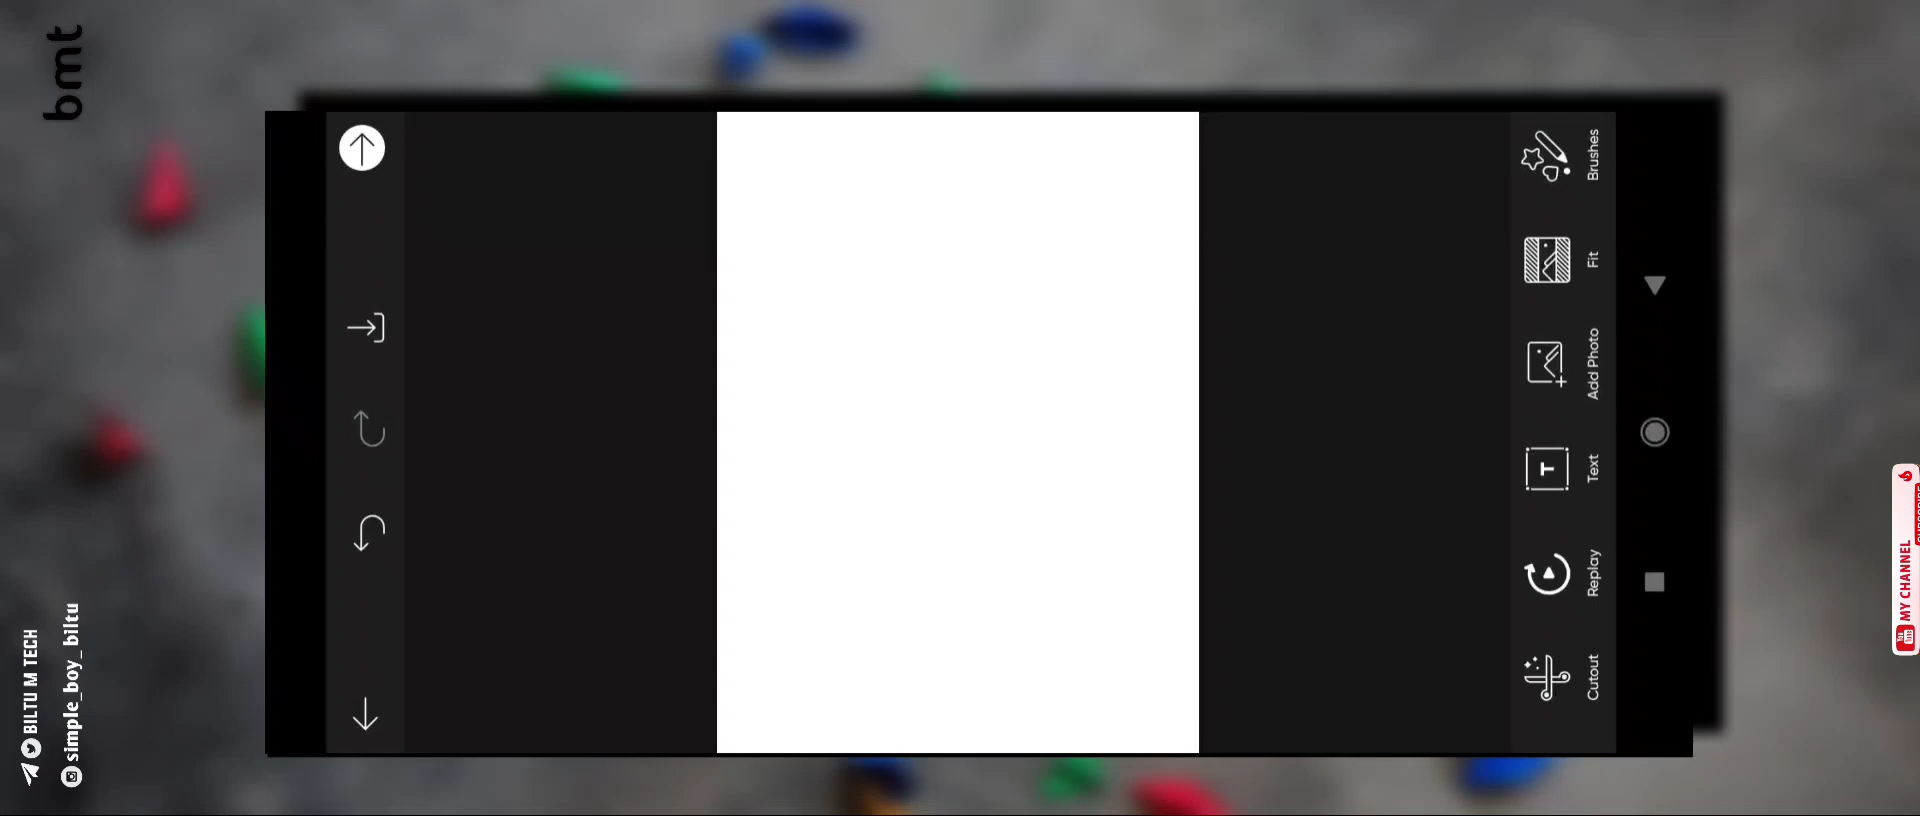 bmt
BILTU M TECH
simple_boy_biltu
Cutout
Replay
Text
Add Photo
Fit
Brushes
MY CHANNEL